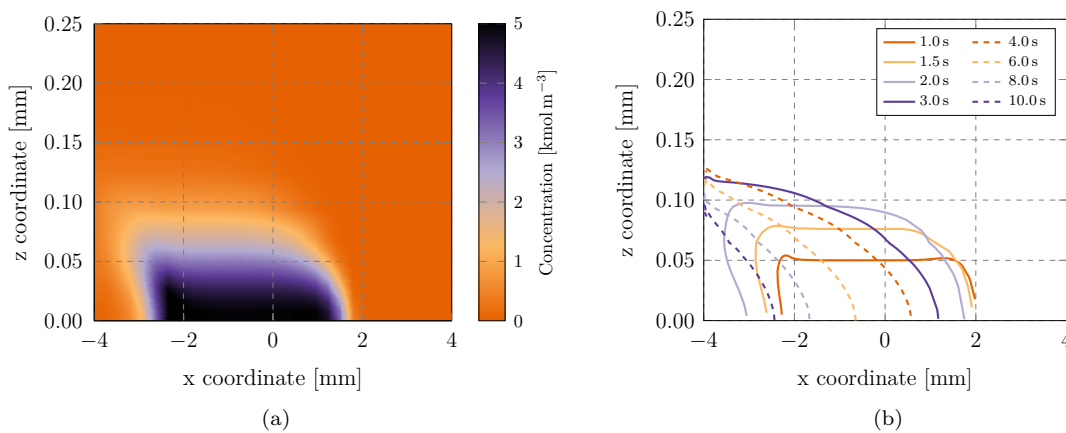 0.25
0.20
0.15
0.10
0.05
0.00
z coordinate [mm]
−4
−2
0
2
4
x coordinate [mm]
5
4
3
2
1
0
Concentration [kmol m⁻³]
(a)
0.25
0.20
0.15
0.10
0.05
0.00
z coordinate [mm]
1.0 s 4.0 s
1.5 s 6.0 s
2.0 s 8.0 s
3.0 s 10.0 s
−4
−2
0
2
4
x coordinate [mm]
(b)